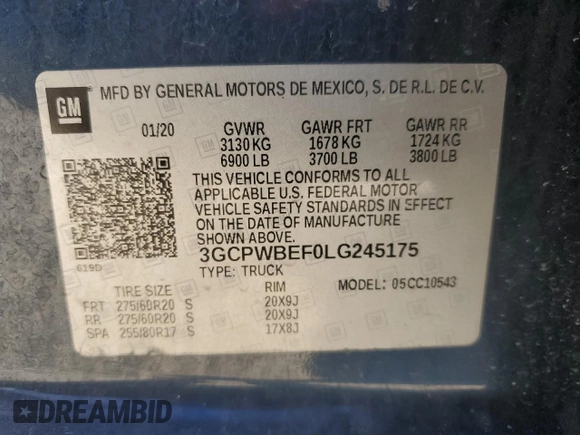 GM
MFD BY GENERAL MOTORS DE MEXICO, S. DE R.L. DE C.V.
01/20 GVWR GAWR FRT GAWR RR
3130 KG 1678 KG 1724 KG
6900 LB 3700 LB 3800 LB
THIS VEHICLE CONFORMS TO ALL
APPLICABLE U.S. FEDERAL MOTOR
VEHICLE SAFETY STANDARDS IN EFFECT
ON THE DATE OF MANUFACTURE
SHOWN ABOVE.
619D 3GCPWBEF0LG245175
TYPE: TRUCK MODEL: 05CC10543
TIRE SIZE RIM
FRT 275/60R20 S 20X9J
RR 275/60R20 S 20X9J
SPA 255/80R17 S 17X8J
DREAMBID